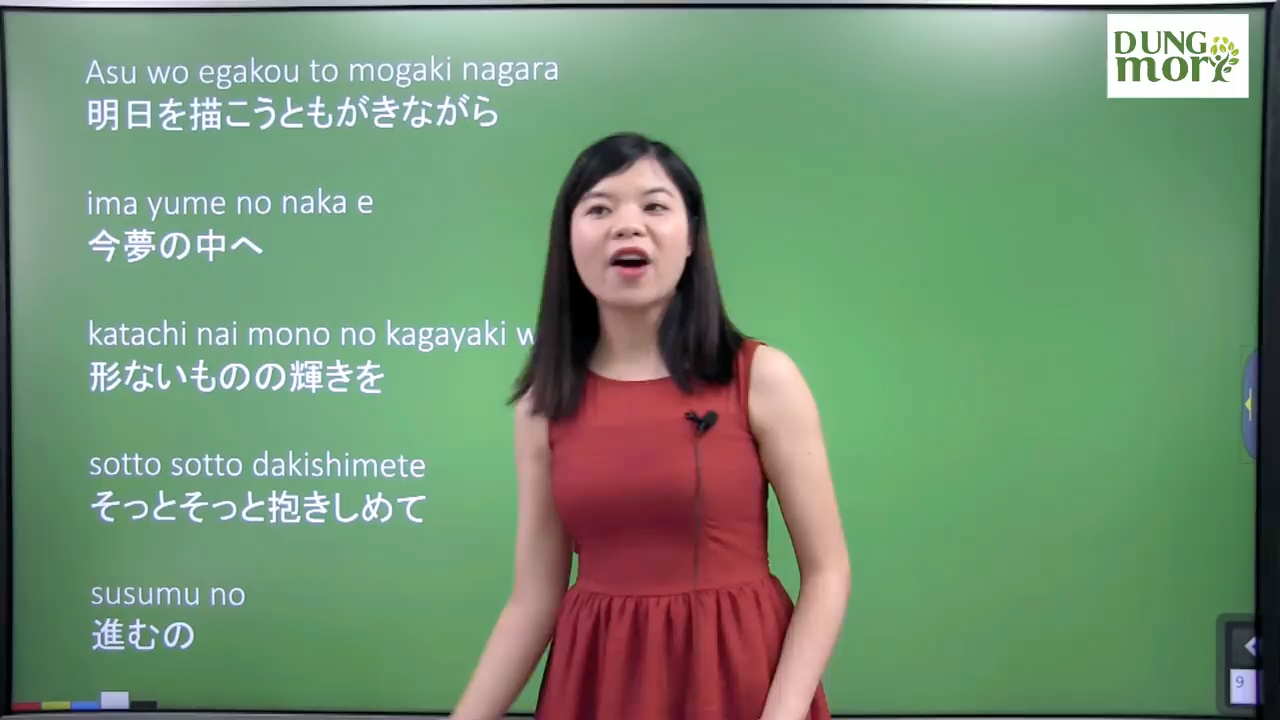 DUNG
mori
Asu wo egakou to mogaki nagara
明日を描こうともがきながら
ima yume no naka e
今夢の中へ
katachi nai mono no kagayaki w
形ないものの輝きを
sotto sotto dakishimete
そっとそっと抱きしめて
susumu no
進むの
9